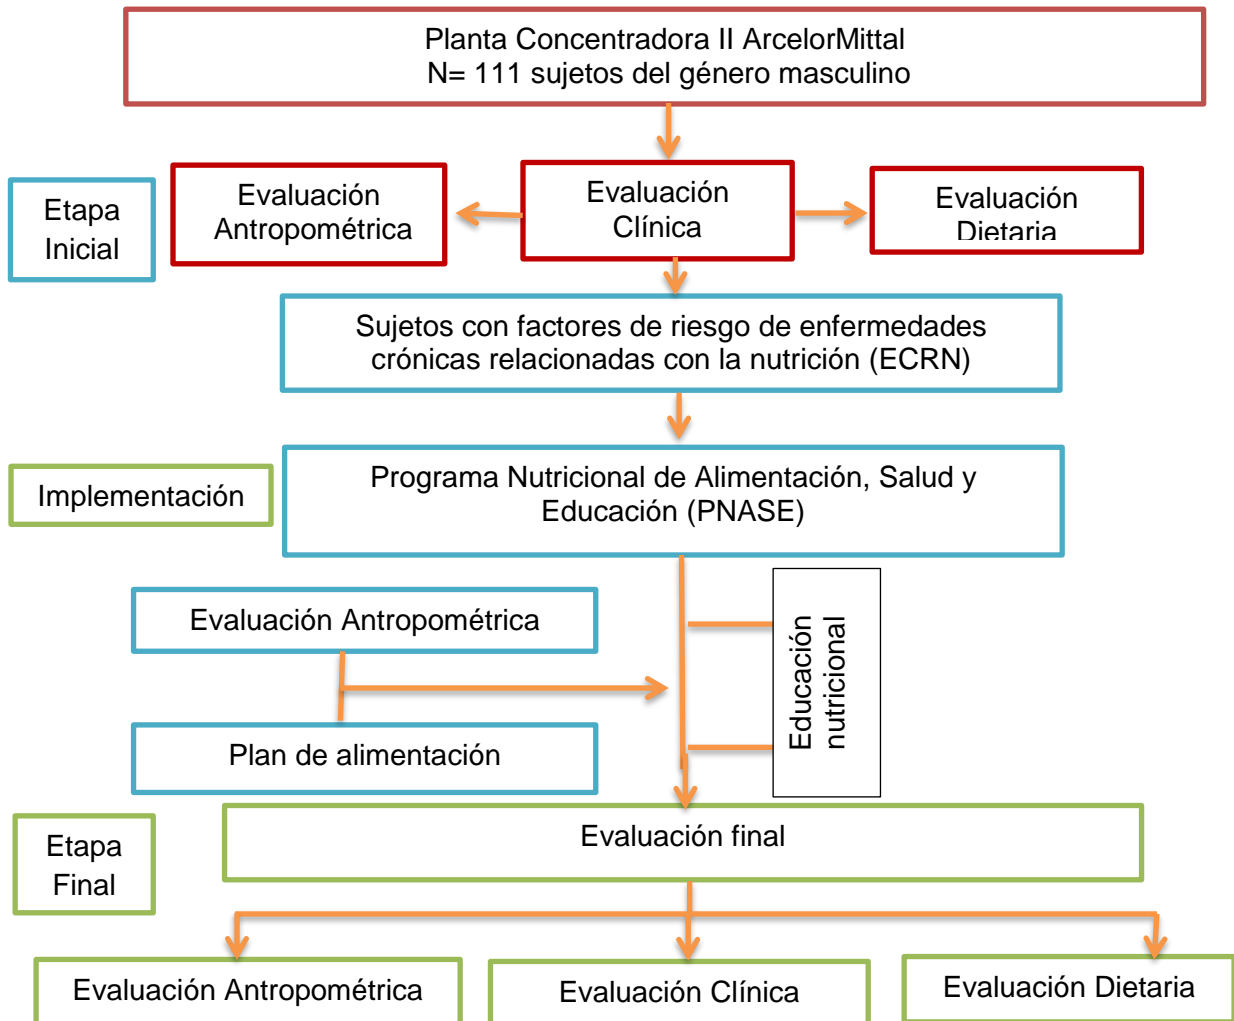 Planta Concentradora II ArcelorMittal
N= 111 sujetos del género masculino
Etapa
Inicial
Evaluación
Antropométrica
Evaluación
Clínica
Evaluación
Dietaria
Sujetos con factores de riesgo de enfermedades
crónicas relacionadas con la nutrición (ECRN)
Implementación
Programa Nutricional de Alimentación, Salud y
Educación (PNASE)
Evaluación Antropométrica
Plan de alimentación
Educación
nutricional
Etapa
Final
Evaluación final
Evaluación Antropométrica
Evaluación Clínica
Evaluación Dietaria